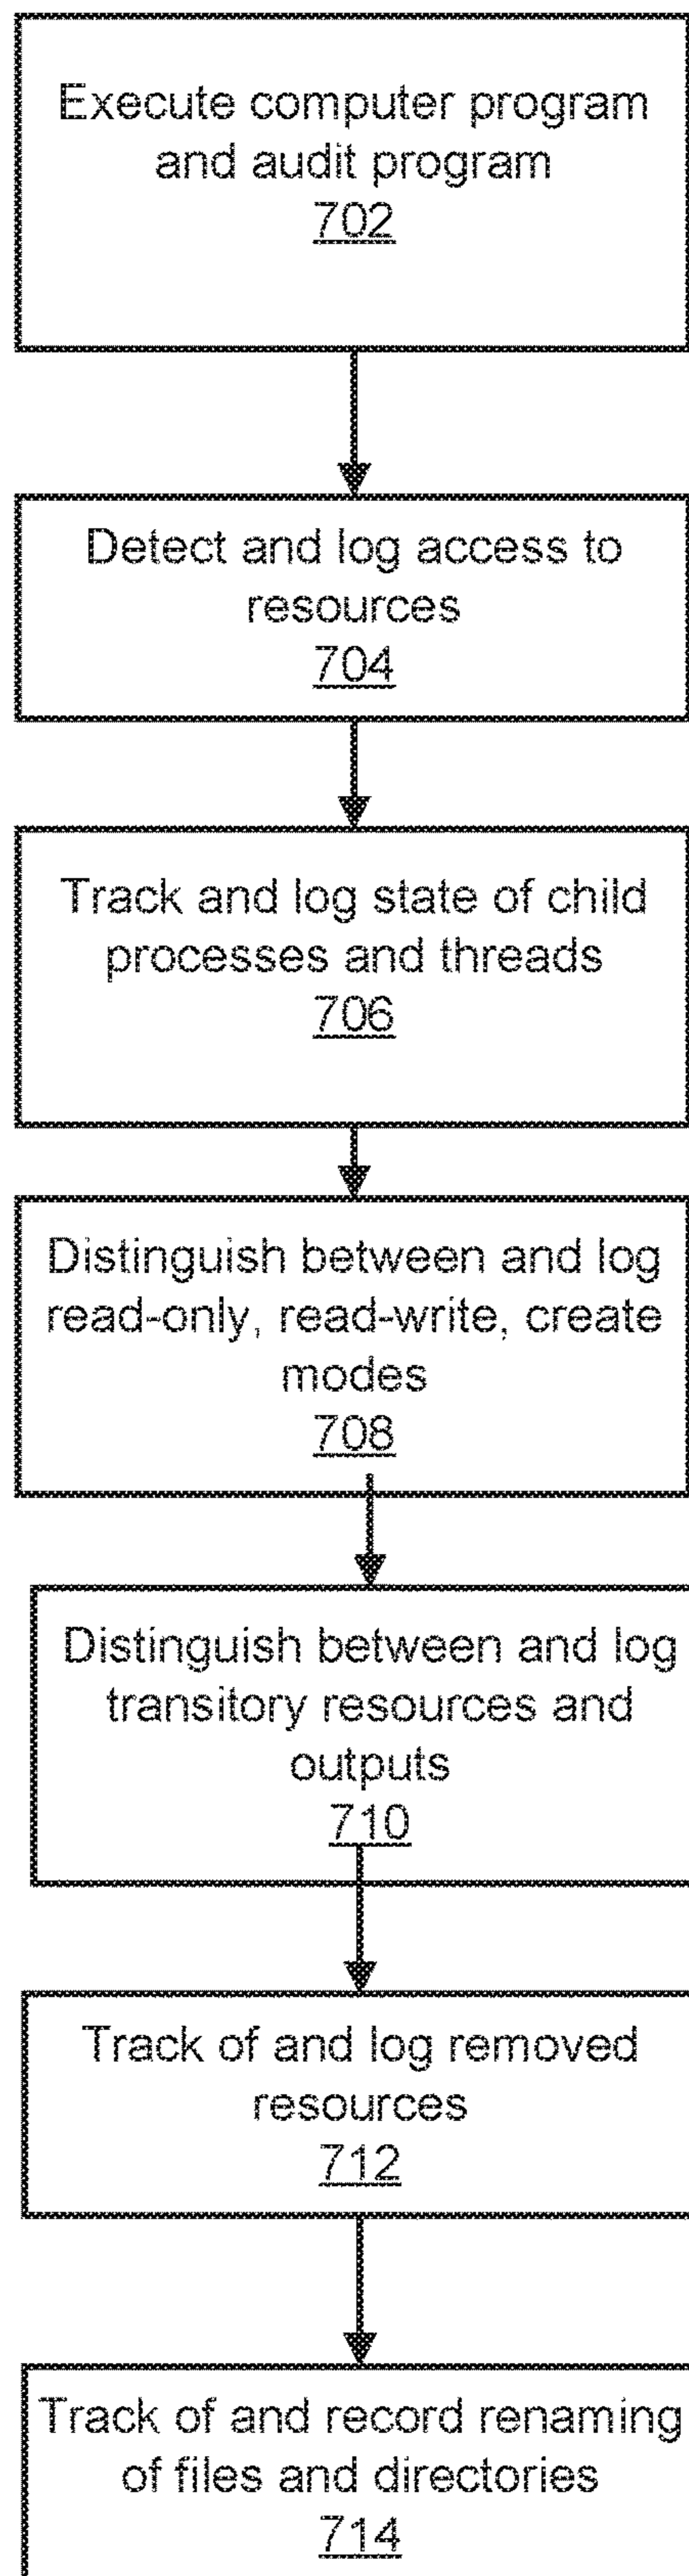 Execute computer program
and audit program
702
Detect and log access to
resources
704
Track and log state of child
processes and threads
706
Distinguish between and log
read-only, read-write, create
modes
708
Distinguish between and log
transitory resources and
outputs
710
Track of and log removed
resources
712
Track of and record renaming
of files and directories
714